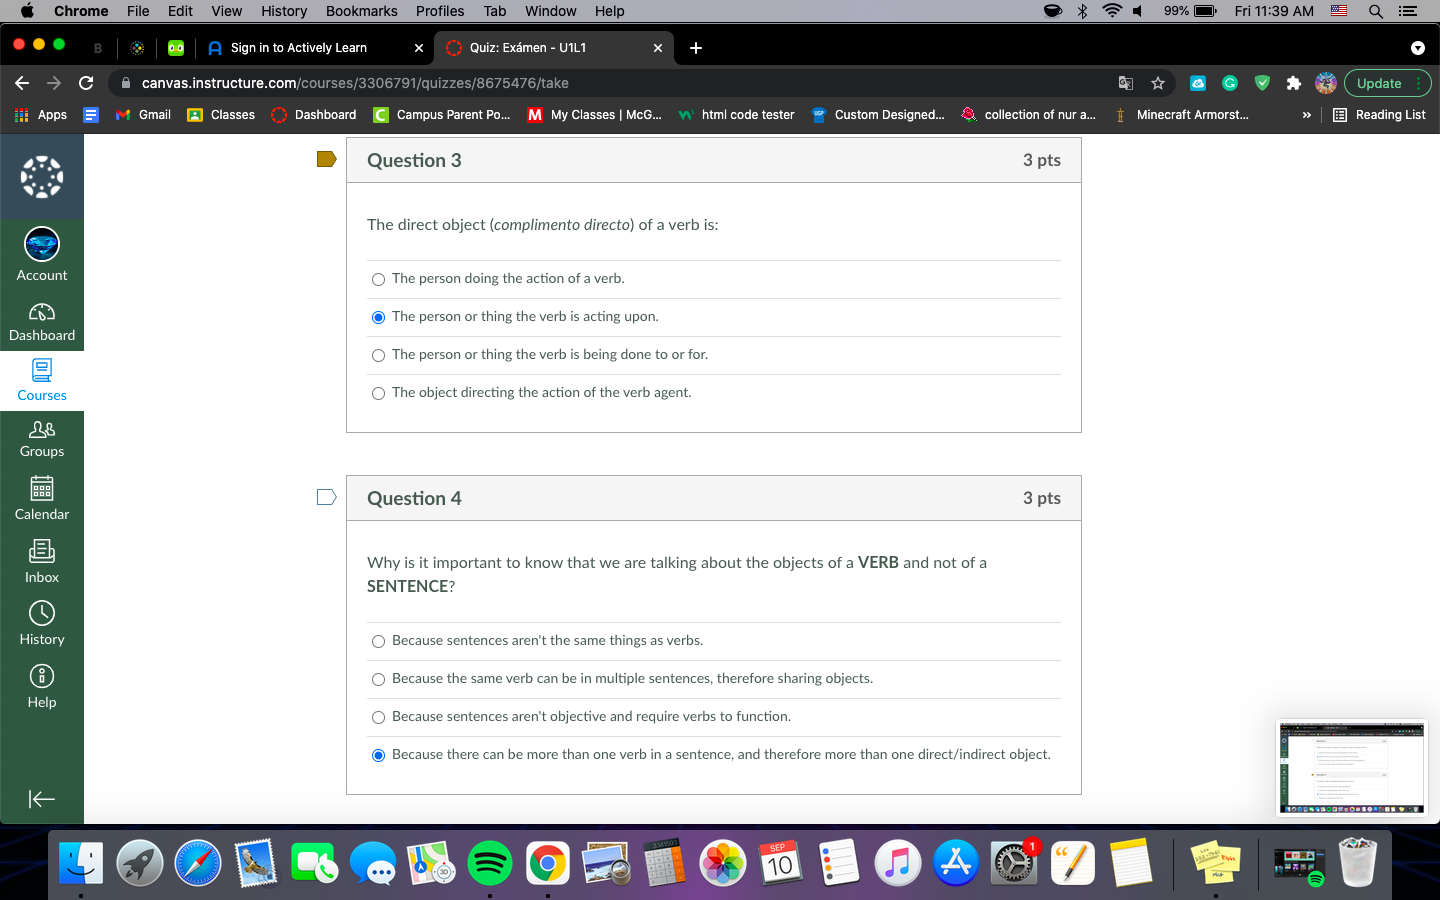 Chrome File Edit View History Bookmarks Profiles Tab Window Help
99% Fri 11:39 AM
B
Sign in to Actively Learn
Quiz: Exámen - U1L1
canvas.instructure.com/courses/3306791/quizzes/8675476/take
Update
Apps Gmail Classes Dashboard Campus Parent Po... My Classes | McG... html code tester Custom Designed... collection of nur a... Minecraft Armorst... » Reading List
Account
Dashboard
Courses
Groups
Calendar
Inbox
History
Help
Question 3 3 pts
The direct object (complimento directo) of a verb is:
The person doing the action of a verb.
The person or thing the verb is acting upon.
The person or thing the verb is being done to or for.
The object directing the action of the verb agent.
Question 4 3 pts
Why is it important to know that we are talking about the objects of a VERB and not of a
SENTENCE?
Because sentences aren't the same things as verbs.
Because the same verb can be in multiple sentences, therefore sharing objects.
Because sentences aren't objective and require verbs to function.
Because there can be more than one verb in a sentence, and therefore more than one direct/indirect object.
SEP
10
3D
1